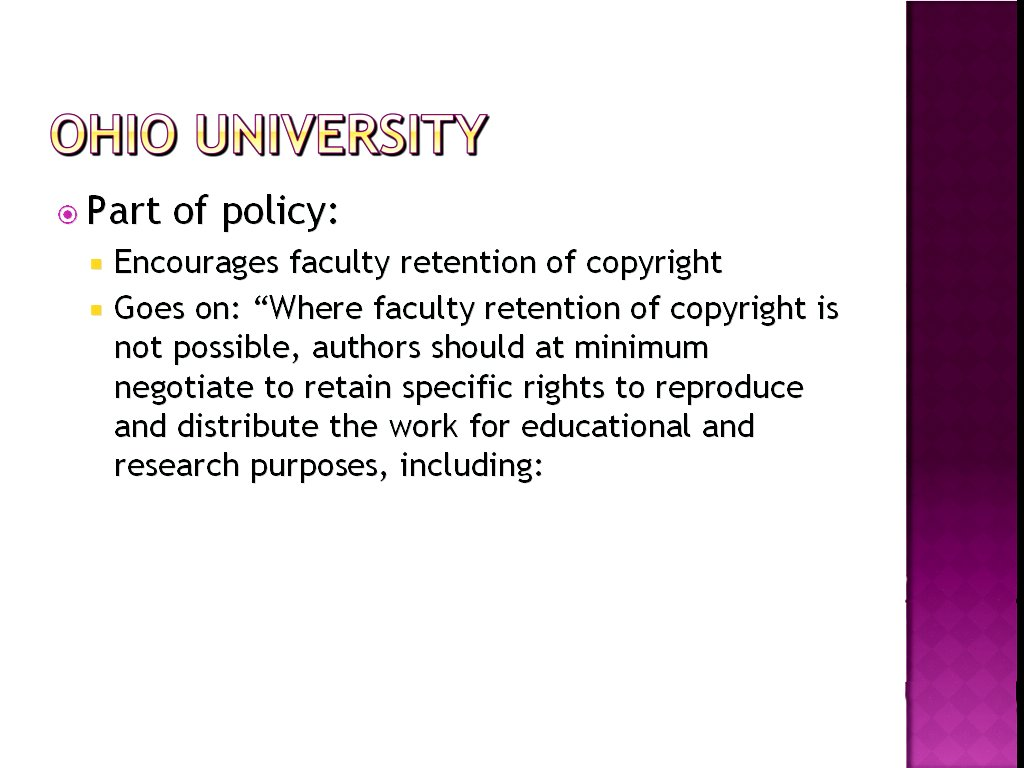 OHIO UNIVERSITY
Part of policy:
Encourages faculty retention of copyright
Goes on: “Where faculty retention of copyright is
not possible, authors should at minimum
negotiate to retain specific rights to reproduce
and distribute the work for educational and
research purposes, including: